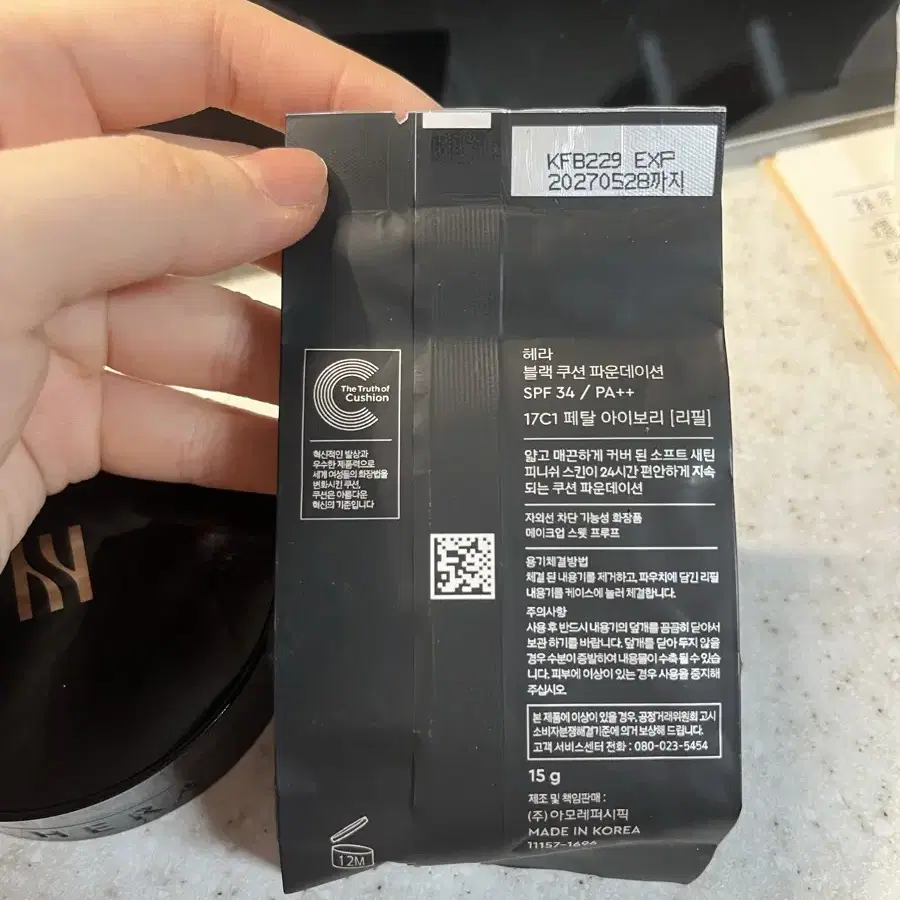 KFB229 EXP
20270528까지
The Truth of
Cushion
혁신적인 발상과
우수한 제품력으로
세계 여성들의 화장법을
변화시킨 쿠션,
쿠션은 아름다운
혁신의 기준입니다
헤라
블랙 쿠션 파운데이션
SPF 34 / PA++
17C1 페탈 아이보리 [리필]
얇고 매끈하게 커버 된 소프트 새틴
피니쉬 스킨이 24시간 편안하게 지속
되는 쿠션 파운데이션
자외선 차단 기능성 화장품
메이크업 스웻 프루프
용기체결방법
체결 된 내용기를 제거하고, 파우치에 담긴 리필
내용기를 케이스에 눌러 체결합니다.
주의사항
사용 후 반드시 내용기의 덮개를 꼼꼼히 닫아서
보관 하기를 바랍니다. 덮개를 닫아 두지 않을
경우 수분이 증발하여 내용물이 수축 될 수 있습
니다. 피부에 이상이 있는 경우 사용을 중지해
주십시오
본 제품에 이상이 있을 경우, 공정거래위원회 고시
소비자분쟁해결기준에 의거 보상해 드립니다.
고객 서비스센터 전화 : 080-023-5454
15 g
제조 및 책임판매 :
(주) 아모레퍼시픽
MADE IN KOREA
11157-1696
12M
HERA